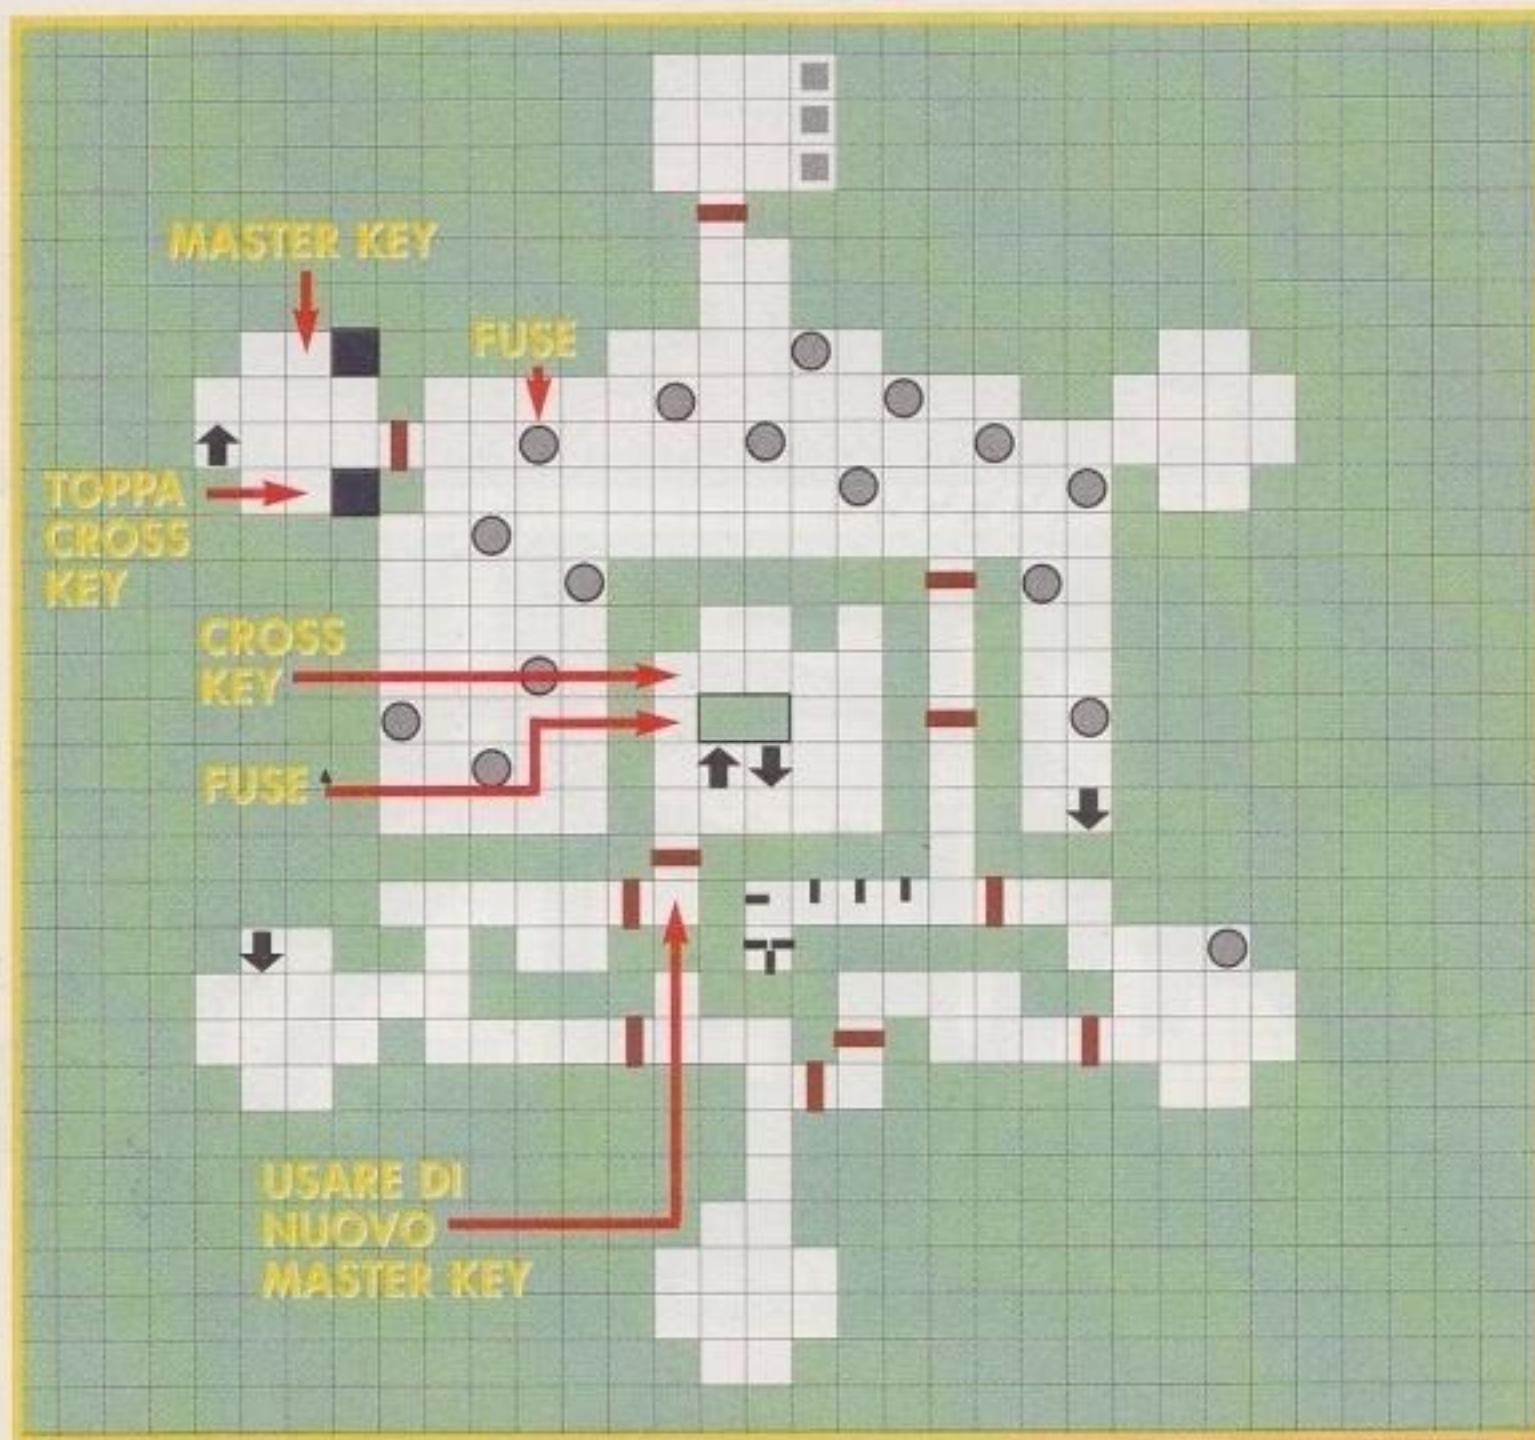 MASTER KEY
FUSE
TOPPA
CROSS
KEY
CROSS
KEY
FUSE
USARE DI
NUOVO
MASTER KEY